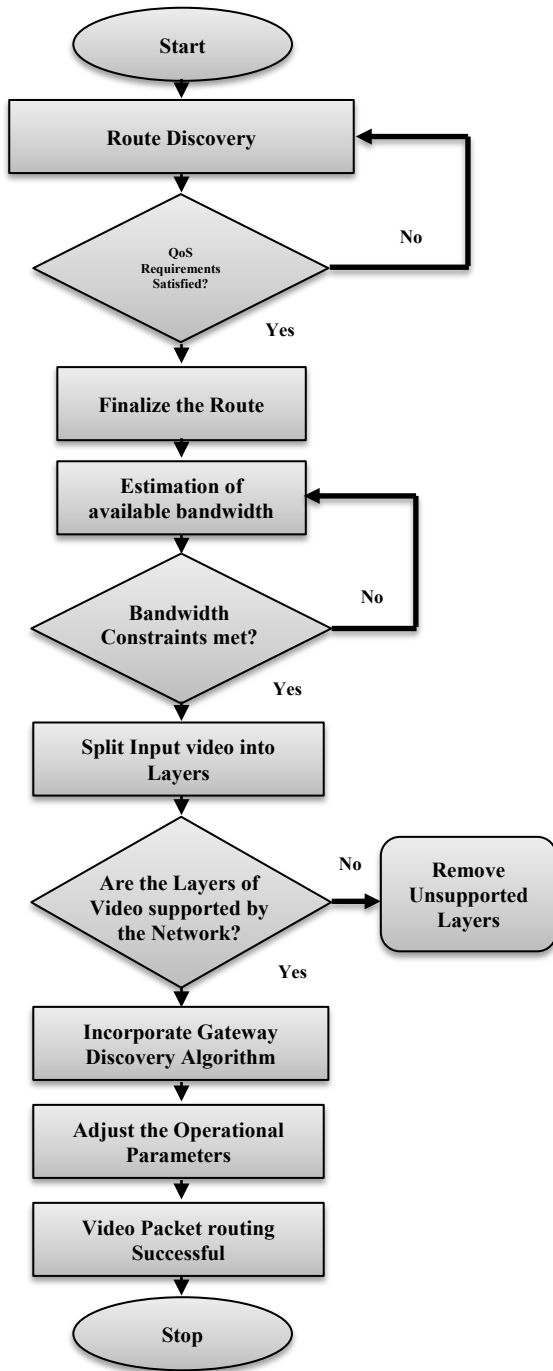 Start
Route Discovery
No
QoS
Requirements
Satisfied?
Yes
Finalize the Route
Estimation of
available bandwidth
No
Bandwidth
Constraints met?
Yes
Split Input video into
Layers
No
Remove
Unsupported
Layers
Are the Layers of
Video supported by
the Network?
Yes
Incorporate Gateway
Discovery Algorithm
Adjust the Operational
Parameters
Video Packet routing
Successful
Stop